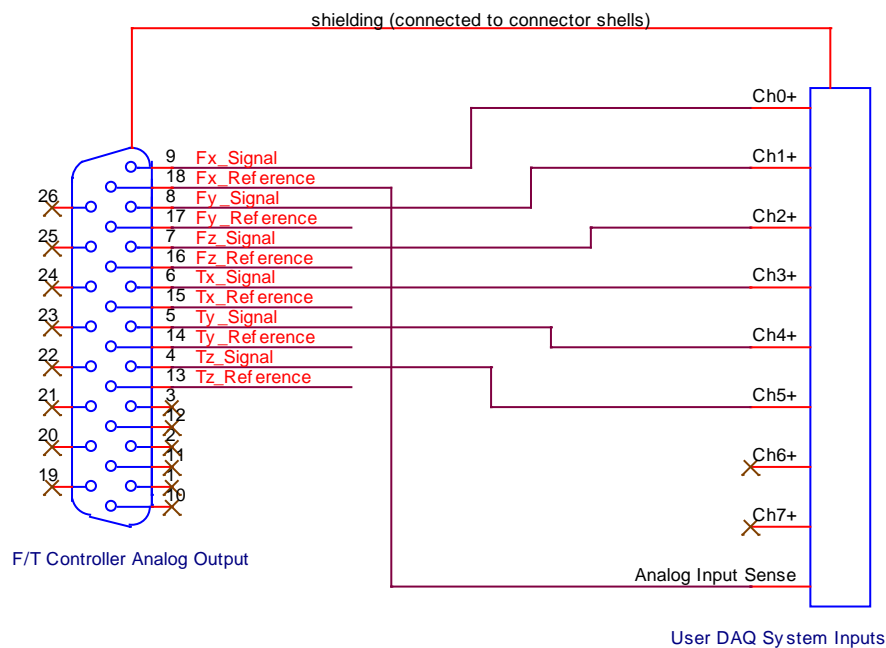 shielding (connected to connector shells)
Ch0+
9 Fx_Signal
18 Fx_Reference
Ch1+
26
8 Fy_Signal
17 Fy_Reference
Ch2+
25
7 Fz_Signal
16 Fz_Reference
24
6 Tx_Signal
Ch3+
15 Tx_Reference
23
5 Ty_Signal
14 Ty_Reference
Ch4+
22
4 Tz_Signal
13 Tz_Reference
21
3
Ch5+
12
20
2
11
Ch6+
19
1
10
Ch7+
F/T Controller Analog Output
Analog Input Sense
User DAQ System Inputs